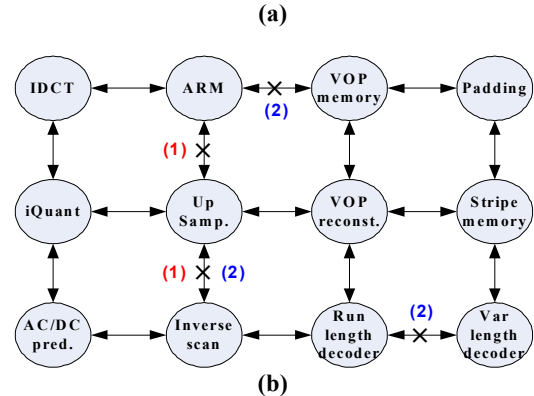 (a)
IDCT
ARM
VOP
memory
Padding
(2)
(1)
iQuant
Up
Samp.
VOP
reconst.
Stripe
memory
(1)
(2)
AC/DC
pred.
Inverse
scan
Run
length
decoder
(2)
Var
length
decoder
(b)